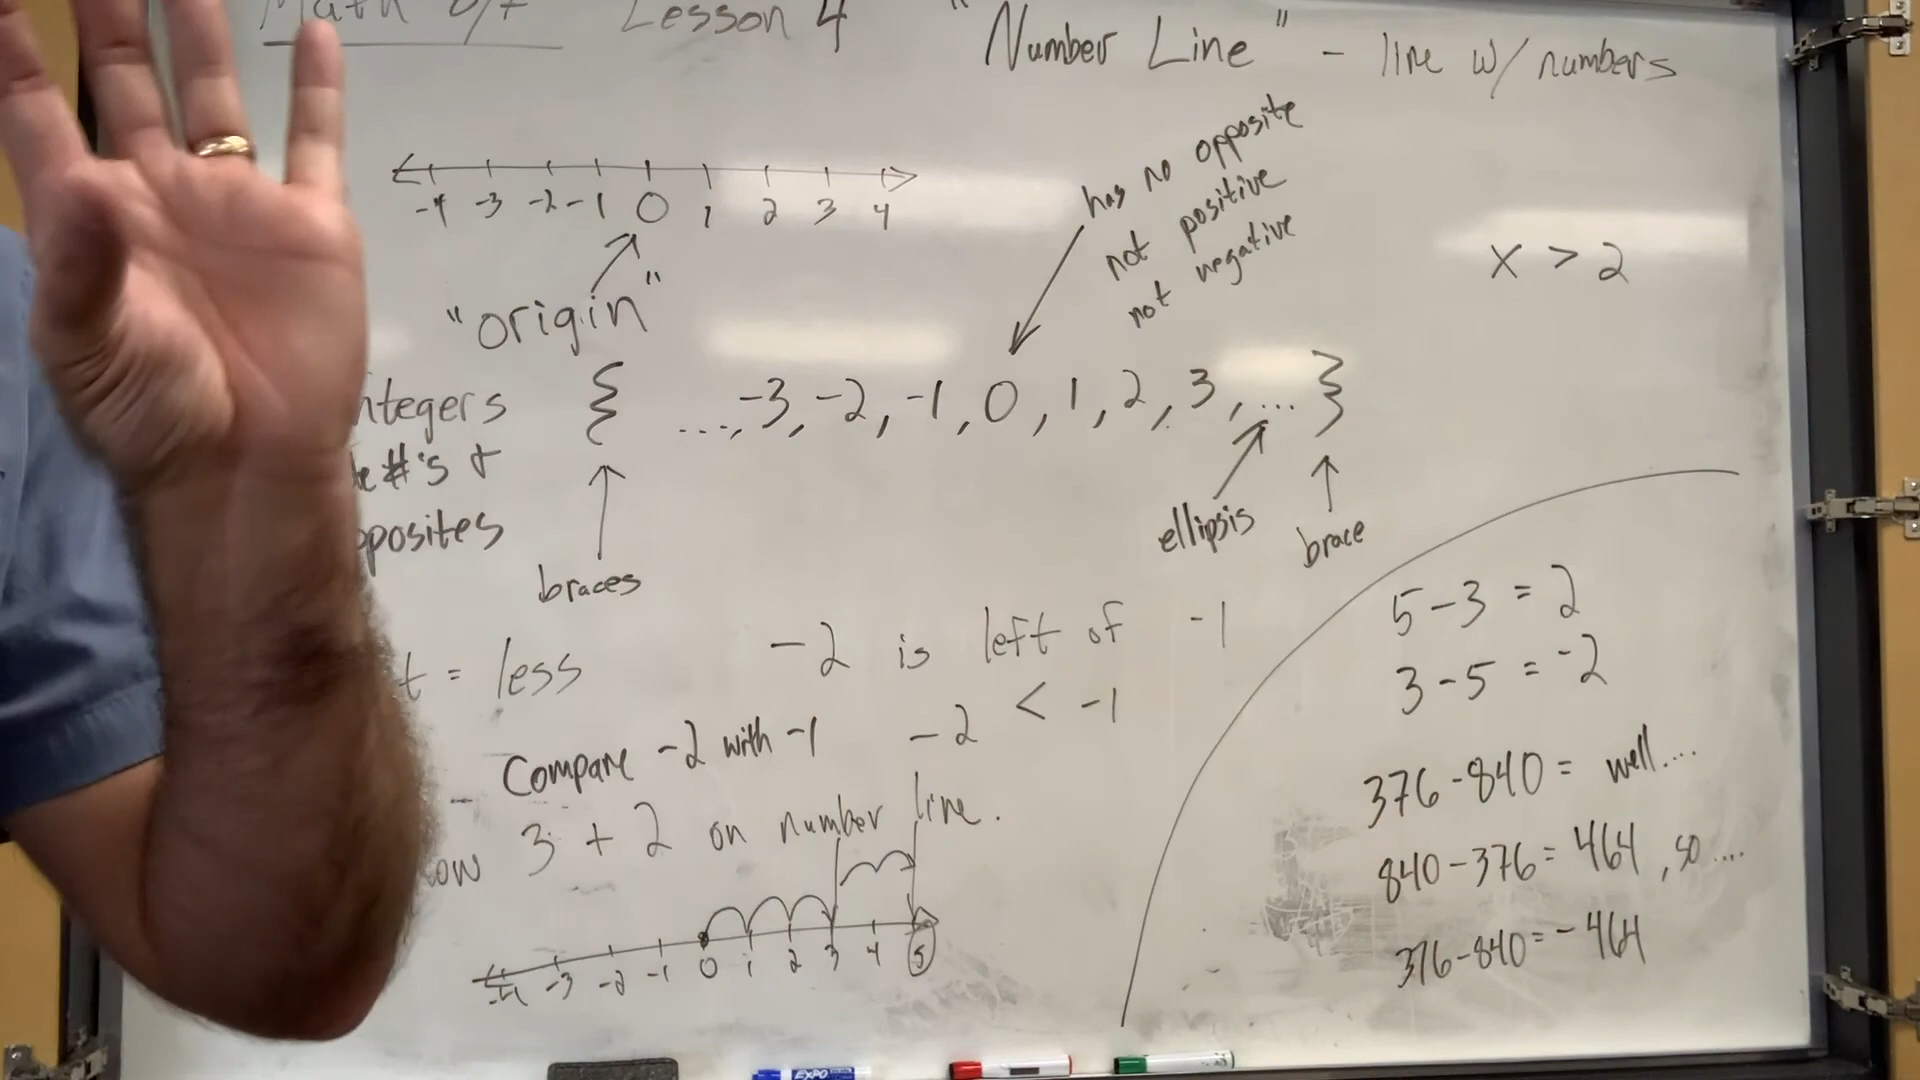 Math 6/7 Lesson 4 "Number Line" - line w/ numbers
-4 -3 -2 -1 0 1 2 3 4
has no opposite
not positive
not negative
x > 2
"origin"
ntegers { ..., -3, -2, -1, 0, 1, 2, 3, ... }
#'s +
pposites
braces
ellipsis
brace
t = less
-2 is left of -1
Compare -2 with -1
-2 < -1
ow 3 + 2 on number line.
-4 -3 -2 -1 0 1 2 3 4 5
5 - 3 = 2
3 - 5 = -2
376 - 840 = well....
840 - 376 = 464, so ....
376 - 840 = -464
EXPO